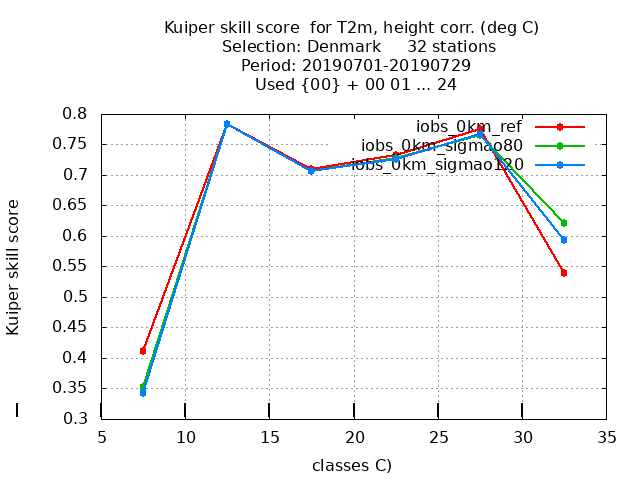 Kuiper skill score  for T2m, height corr. (deg C)
Selection: Denmark     32 stations
Period: 20190701-20190729
Used {00} + 00 01 ... 24
iobs_0km_ref
iobs_0km_sigmao80
iobs_0km_sigmao120
0.8
0.75
0.7
0.65
0.6
0.55
0.5
0.45
0.4
0.35
0.3
5
10
15
20
25
30
35
Kuiper skill score
classes C)